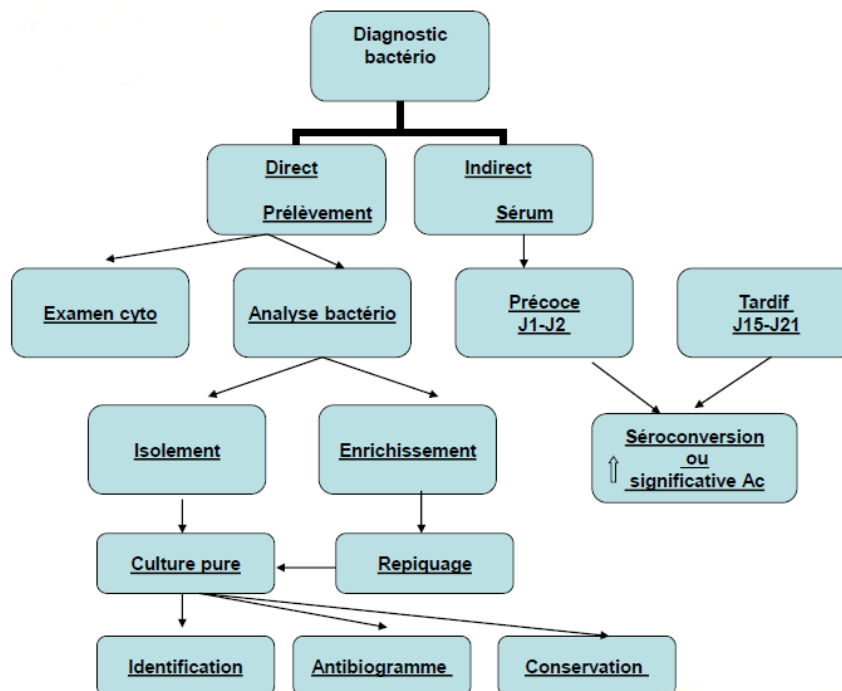 Diagnostic
bactério
Direct
Prélèvement
Indirect
Sérum
Examen cyto
Analyse bactério
Précoce
J1-J2
Tardif
J15-J21
Isolement
Enrichissement
Séroconversion
ou
⇧ significative Ac
Culture pure
Repiquage
Identification
Antibiogramme
Conservation